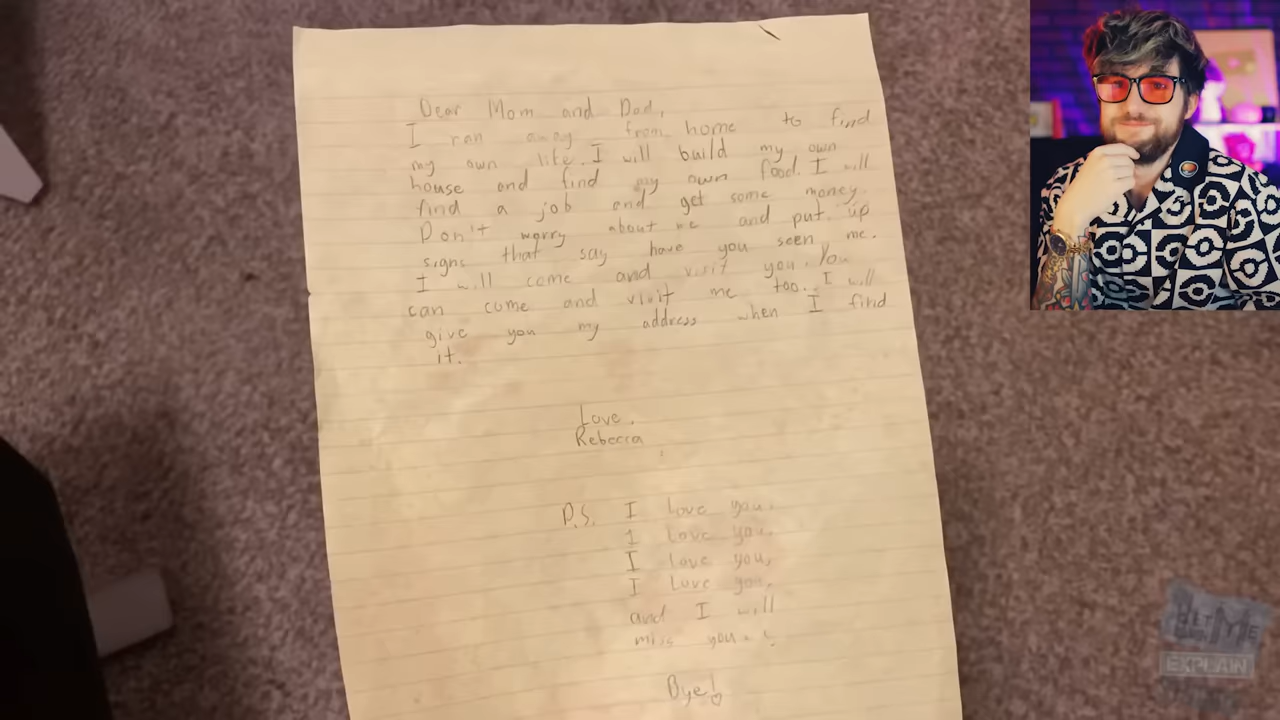 Dear Mom and Dad,
I ran away from home to find
my own life. I will build my own
house and find my own food. I will
find a job and get some money.
Don't worry about me and put up
signs that say have you seen me.
I will come and visit you. You
can come and visit me too. I will
give you my address when I find
it.
Love,
Rebecca
P.S. I love you,
I love you,
I love you,
I love you,
and I will
miss you.
Bye!
LET ME
EXPLAIN